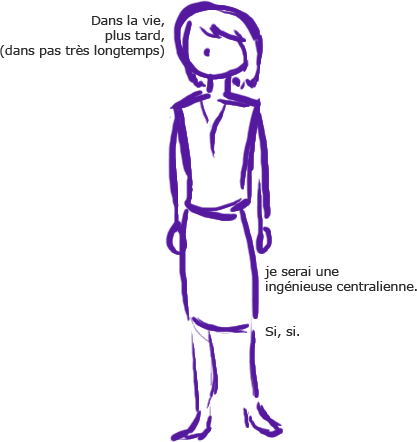 Dans la vie,
plus tard,
(dans pas très longtemps)
je serai une
ingénieuse centralienne.
Si, si.